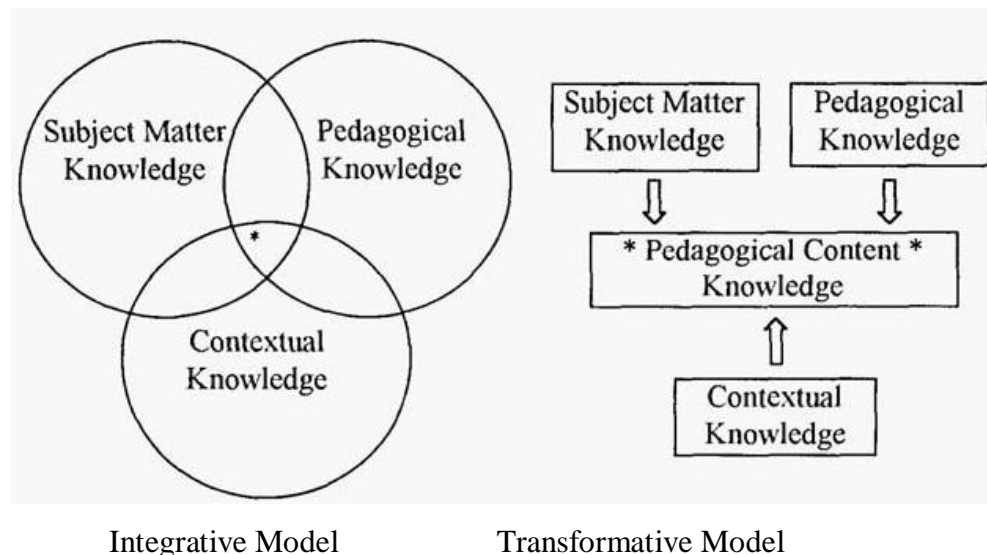 Subject Matter
Knowledge
Pedagogical
Knowledge
*
Contextual
Knowledge
Subject Matter
Knowledge
Pedagogical
Knowledge
* Pedagogical Content *
Knowledge
Contextual
Knowledge
Integrative Model
Transformative Model